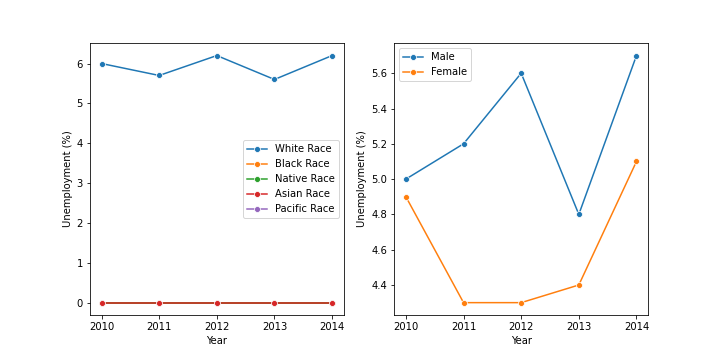 Unemployment (%)
6
5
4
3
2
1
0
White Race
Black Race
Native Race
Asian Race
Pacific Race
2010 2011 2012 2013 2014
Year
Unemployment (%)
5.6
5.4
5.2
5.0
4.8
4.6
4.4
Male
Female
2010 2011 2012 2013 2014
Year